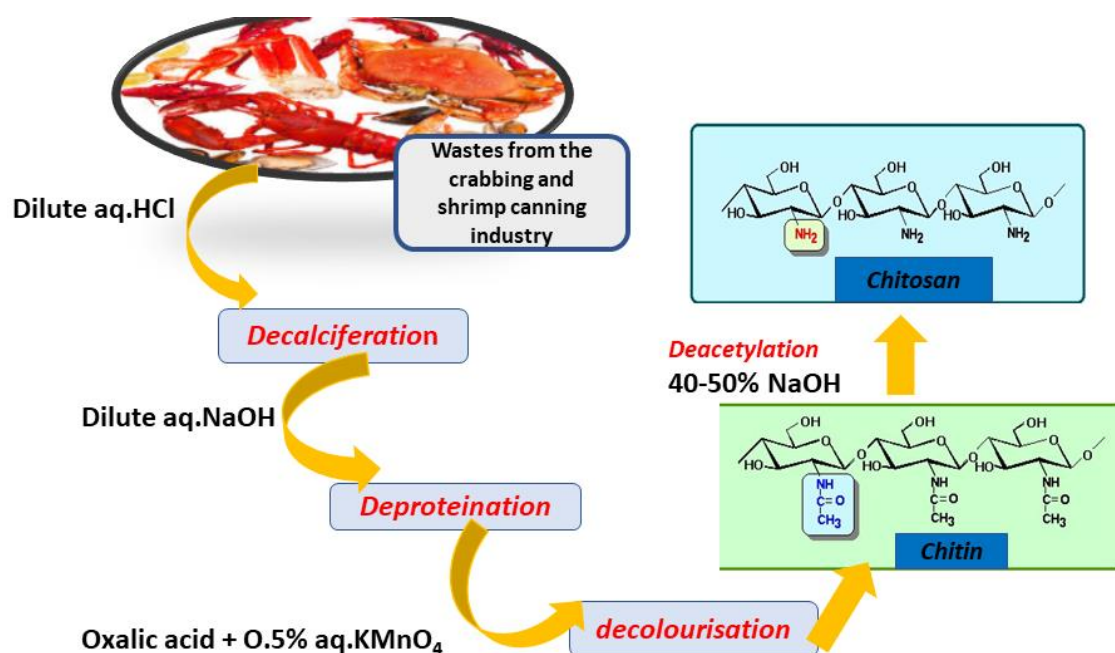 Wastes from the
crabbing and
shrimp canning
industry
Dilute aq.HCl
Decalciferation
Dilute aq.NaOH
Deproteination
Oxalic acid + O.5% aq.KMnO₄
decolourisation
OH OH OH
O O O
O O O
HO HO HO
NH₂ NH₂ NH₂
Chitosan
Deacetylation
40-50% NaOH
OH OH OH
O O O
O O O
HO HO HO
NH NH NH
C=O C=O C=O
CH₃ CH₃ CH₃
Chitin